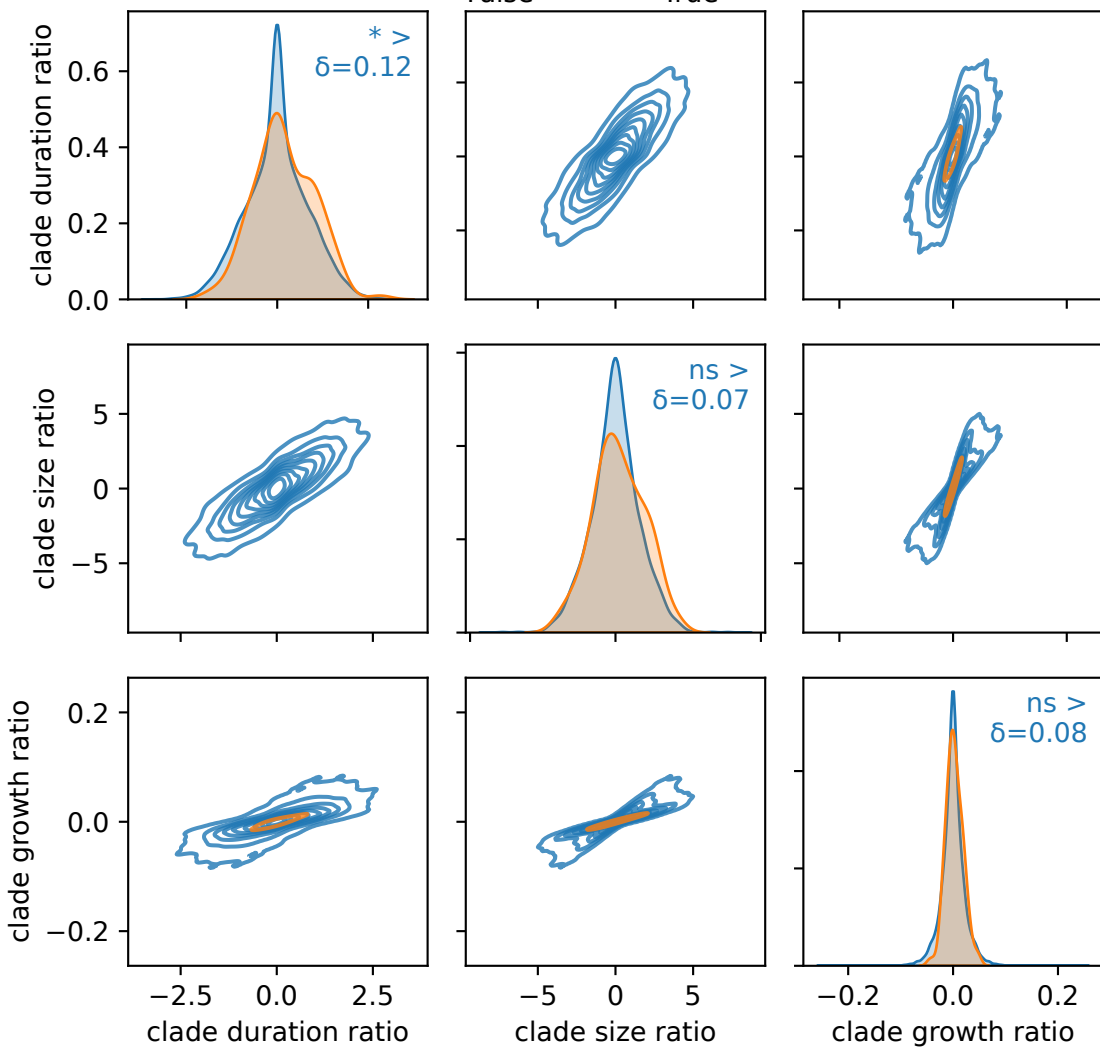 clade duration ratio
0.6
0.4
0.2
0.0
* >
δ=0.12
clade size ratio
5
0
−5
ns >
δ=0.07
clade growth ratio
0.2
0.0
−0.2
ns >
δ=0.08
−2.5 0.0 2.5
−5 0 5
−0.2 0.0 0.2
clade duration ratio
clade size ratio
clade growth ratio